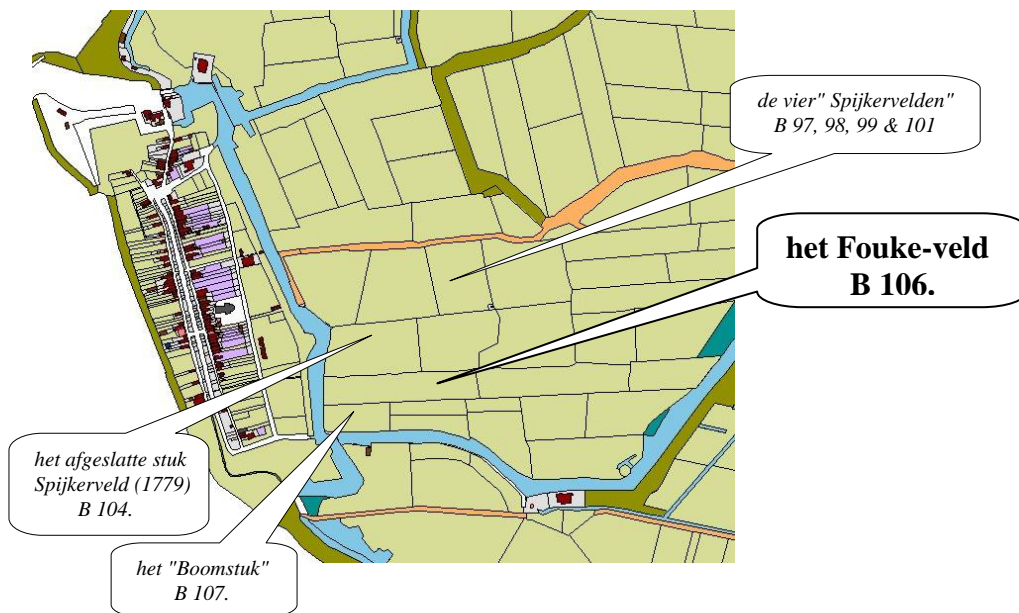 de vier" Spijkervelden"
B 97, 98, 99 & 101
het Fouke-veld
B 106.
het afgeslatte stuk
Spijkerveld (1779)
B 104.
het "Boomstuk"
B 107.